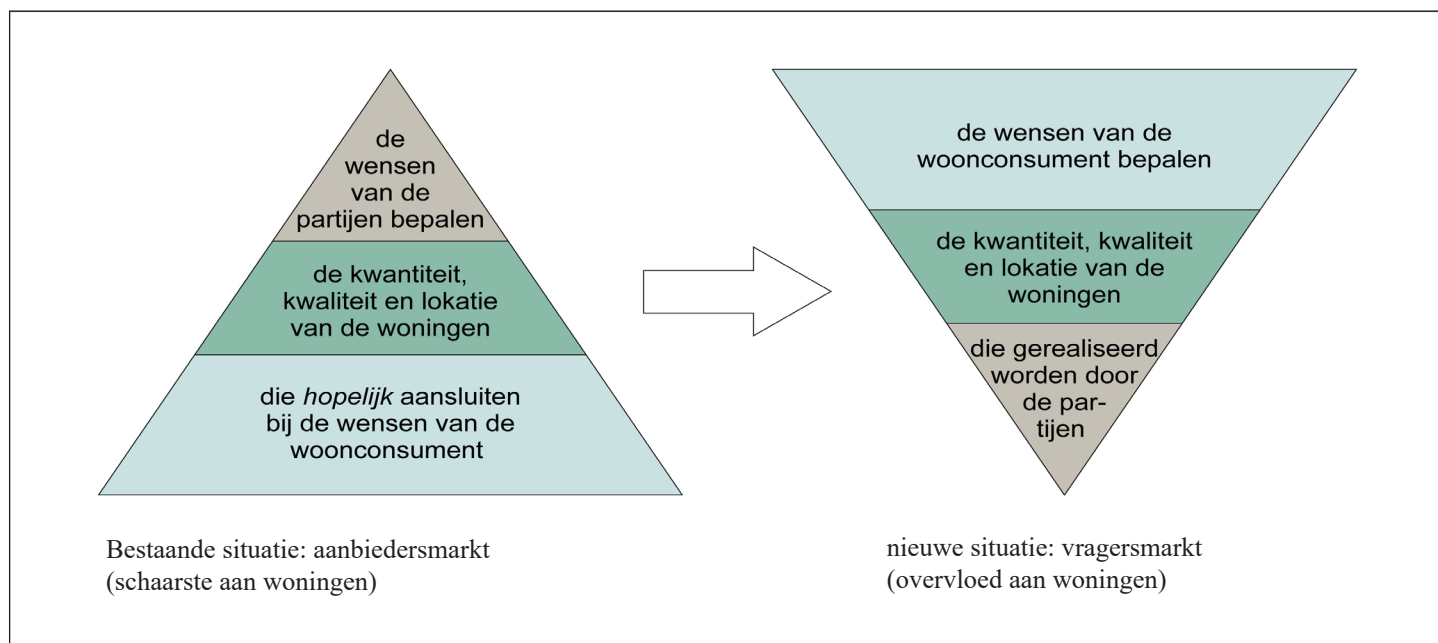 de
wensen
van de
partijen bepalen
de kwantiteit,
kwaliteit en lokatie
van de woningen
die hopelijk aansluiten
bij de wensen van de
woonconsument
Bestaande situatie: aanbiedersmarkt
(schaarste aan woningen)
de wensen van de
woonconsument bepalen
de kwantiteit, kwaliteit
en lokatie van de
woningen
die gerealiseerd
worden door
de par-
tijen
nieuwe situatie: vragersmarkt
(overvloed aan woningen)